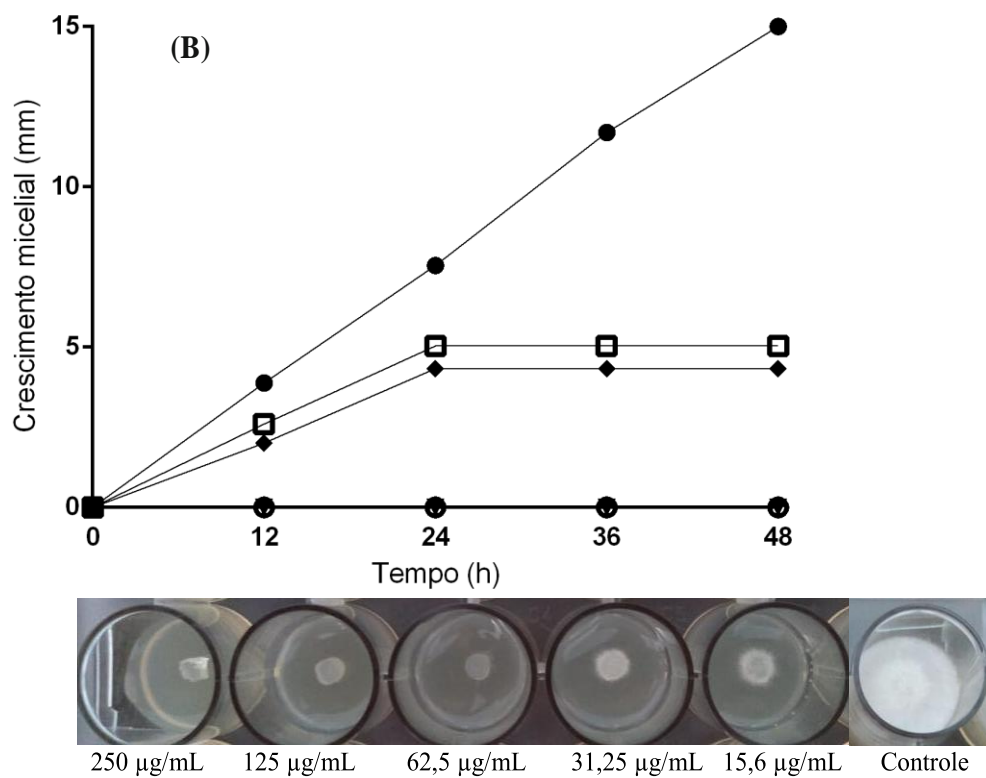 (B)
Crescimento micelial (mm)
15
10
5
0
0 12 24 36 48
Tempo (h)
250 µg/mL 125 µg/mL 62,5 µg/mL 31,25 µg/mL 15,6 µg/mL Controle